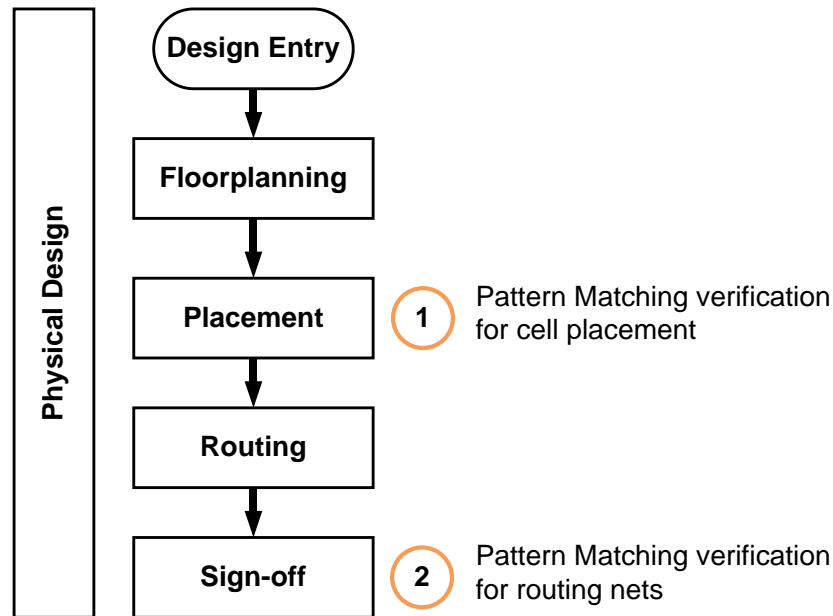 Physical Design
Design Entry
Floorplanning
Placement
1
Pattern Matching verification
for cell placement
Routing
Sign-off
2
Pattern Matching verification
for routing nets